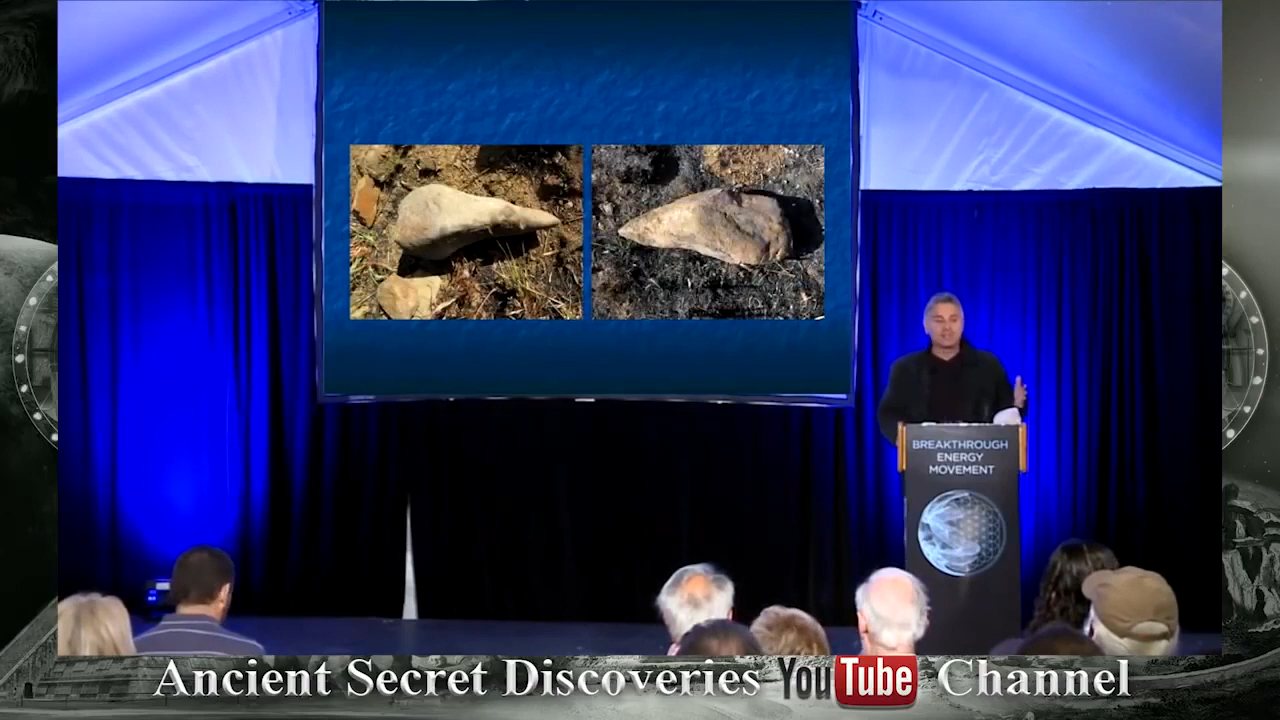 BREAKTHROUGH
ENERGY
MOVEMENT
Ancient Secret Discoveries YouTube Channel